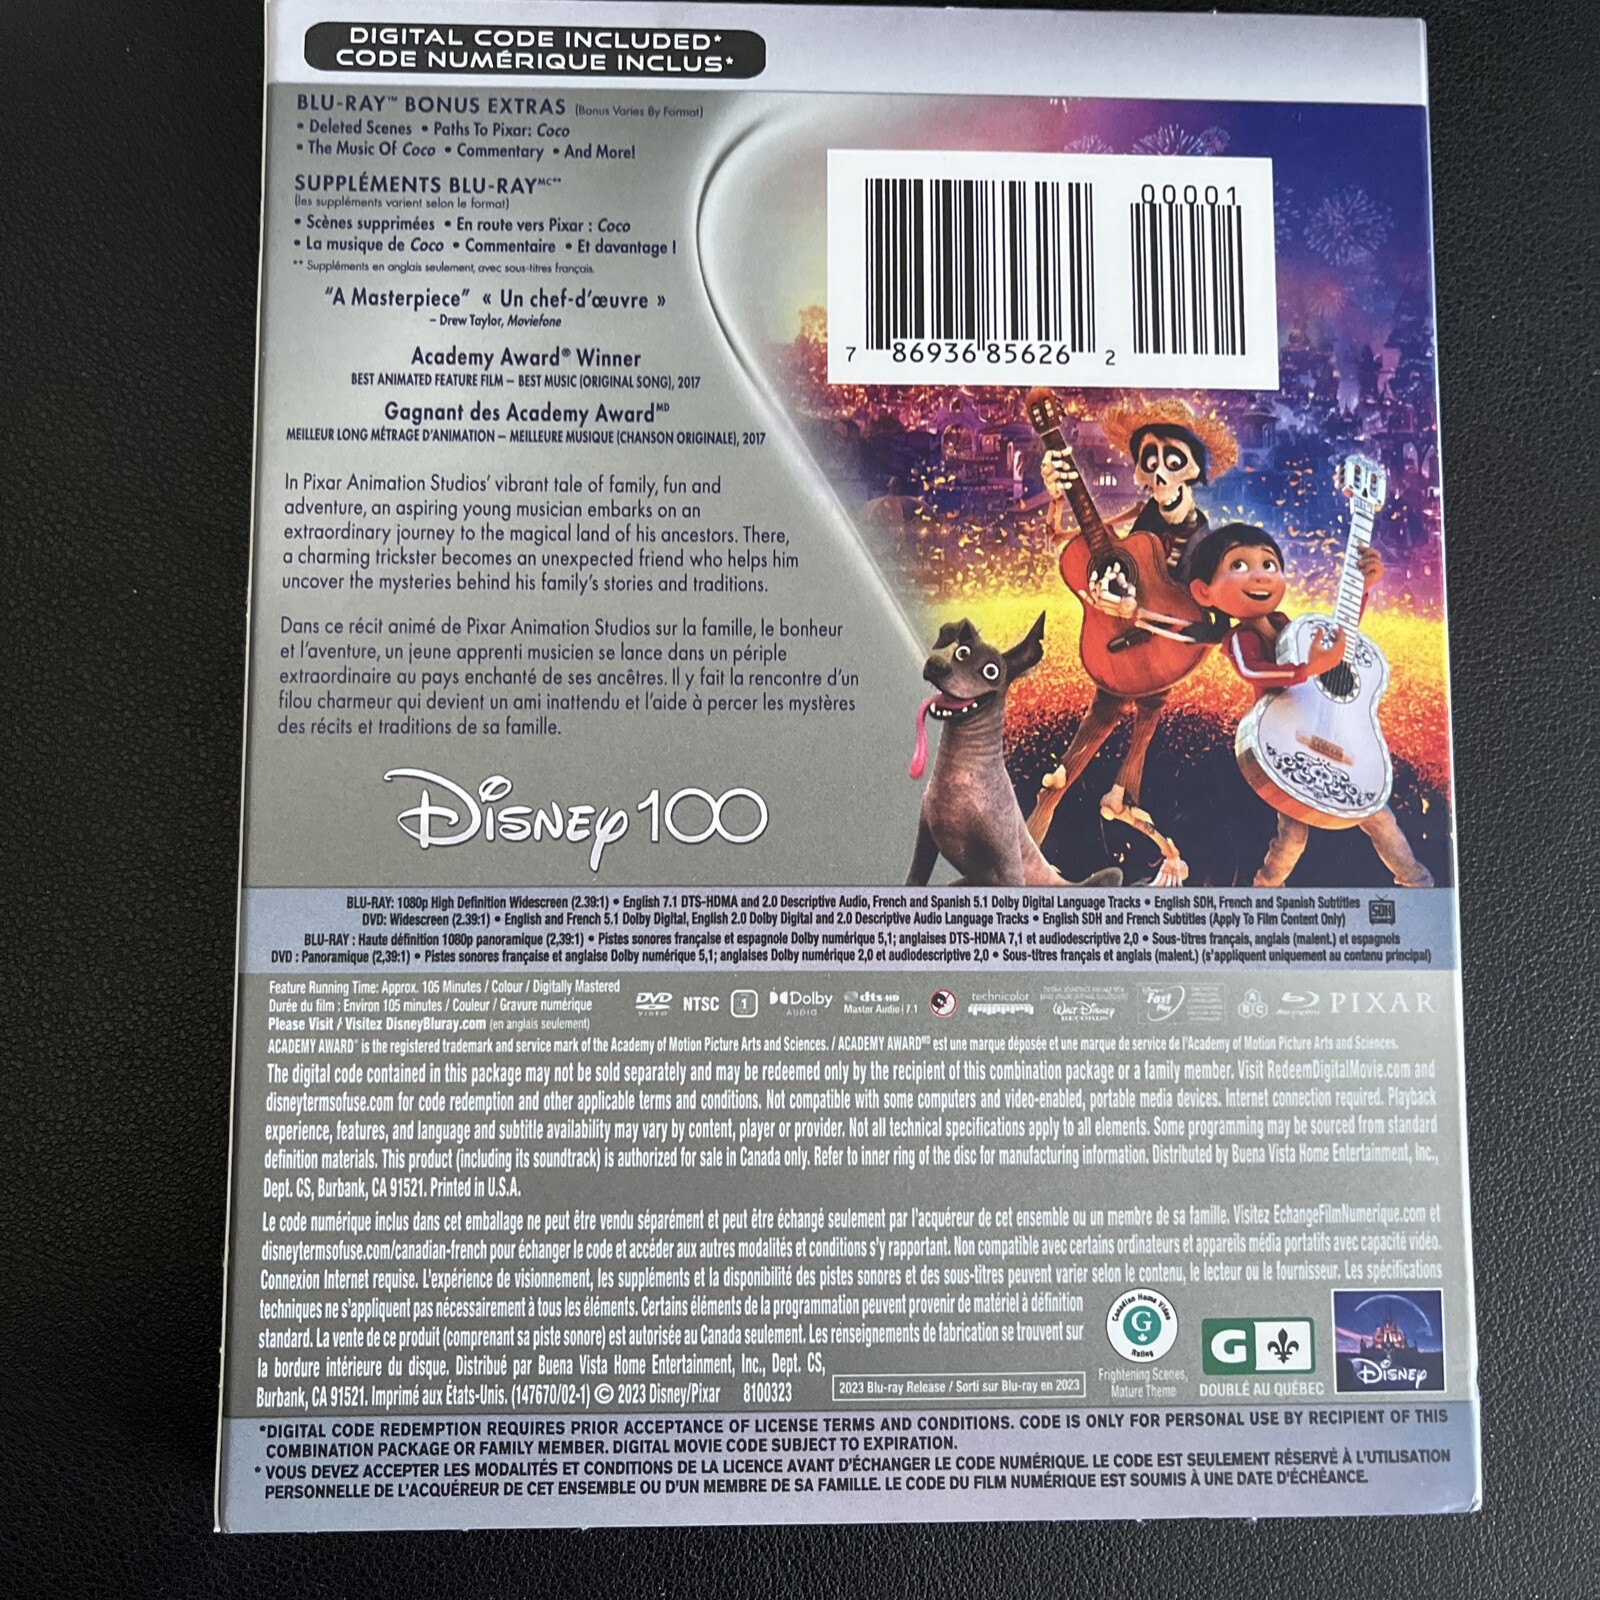 DIGITAL CODE INCLUDED*
CODE NUMÉRIQUE INCLUS*
BLU-RAY™ BONUS EXTRAS (Bonus Varies By Format)
• Deleted Scenes • Paths To Pixar: Coco
• The Music Of Coco • Commentary • And More!
SUPPLÉMENTS BLU-RAYMC**
(les suppléments varient selon le format)
• Scènes supprimées • En route vers Pixar : Coco
• La musique de Coco • Commentaire • Et davantage !
** Suppléments en anglais seulement, avec sous-titres français.
"A Masterpiece" « Un chef-d'œuvre »
– Drew Taylor, Moviefone
Academy Award® Winner
BEST ANIMATED FEATURE FILM – BEST MUSIC (ORIGINAL SONG), 2017
Gagnant des Academy AwardMD
MEILLEUR LONG MÉTRAGE D'ANIMATION – MEILLEURE MUSIQUE (CHANSON ORIGINALE), 2017
00001
7 86936 85626 2
In Pixar Animation Studios' vibrant tale of family, fun and
adventure, an aspiring young musician embarks on an
extraordinary journey to the magical land of his ancestors. There,
a charming trickster becomes an unexpected friend who helps him
uncover the mysteries behind his family's stories and traditions.
Dans ce récit animé de Pixar Animation Studios sur la famille, le bonheur
et l'aventure, un jeune apprenti musicien se lance dans un périple
extraordinaire au pays enchanté de ses ancêtres. Il y fait la rencontre d'un
filou charmeur qui devient un ami inattendu et l'aide à percer les mystères
des récits et traditions de sa famille.
Disney 100
BLU-RAY: 1080p High Definition Widescreen (2.39:1) • English 7.1 DTS-HDMA and 2.0 Descriptive Audio, French and Spanish 5.1 Dolby Digital Language Tracks • English SDH, French and Spanish Subtitles
DVD: Widescreen (2.39:1) • English and French 5.1 Dolby Digital, English 2.0 Dolby Digital and 2.0 Descriptive Audio Language Tracks • English SDH and French Subtitles (Apply To Film Content Only)
SDH
BLU-RAY : Haute définition 1080p panoramique (2,39:1) • Pistes sonores française et espagnole Dolby numérique 5,1; anglaises DTS-HDMA 7,1 et audiodescriptive 2,0 • Sous-titres français, anglais (malent.) et espagnols
DVD : Panoramique (2,39:1) • Pistes sonores française et anglaise Dolby numérique 5,1; anglaises Dolby numérique 2,0 et audiodescriptive 2,0 • Sous-titres français et anglais (malent.) (s'appliquent uniquement au contenu principal)
Feature Running Time: Approx. 105 Minutes / Colour / Digitally Mastered
Durée du film : Environ 105 minutes / Couleur / Gravure numérique
Please Visit / Visitez DisneyBluray.com (en anglais seulement)
DVD VIDEO NTSC 1 Dolby AUDIO dts-HD Master Audio | 7.1 technicolor Walt Disney RECORDS Disney's Fast Play ABC Blu-ray Disc PIXAR
ACADEMY AWARD® is the registered trademark and service mark of the Academy of Motion Picture Arts and Sciences. / ACADEMY AWARDMD est une marque déposée et une marque de service de l'Academy of Motion Picture Arts and Sciences.
The digital code contained in this package may not be sold separately and may be redeemed only by the recipient of this combination package or a family member. Visit RedeemDigitalMovie.com and
disneytermsofuse.com for code redemption and other applicable terms and conditions. Not compatible with some computers and video-enabled, portable media devices. Internet connection required. Playback
experience, features, and language and subtitle availability may vary by content, player or provider. Not all technical specifications apply to all elements. Some programming may be sourced from standard
definition materials. This product (including its soundtrack) is authorized for sale in Canada only. Refer to inner ring of the disc for manufacturing information. Distributed by Buena Vista Home Entertainment, Inc.,
Dept. CS, Burbank, CA 91521. Printed in U.S.A.
Le code numérique inclus dans cet emballage ne peut être vendu séparément et peut être échangé seulement par l'acquéreur de cet ensemble ou un membre de sa famille. Visitez EchangeFilmNumerique.com et
disneytermsofuse.com/canadian-french pour échanger le code et accéder aux autres modalités et conditions s'y rapportant. Non compatible avec certains ordinateurs et appareils média portatifs avec capacité vidéo.
Connexion Internet requise. L'expérience de visionnement, les suppléments et la disponibilité des pistes sonores et des sous-titres peuvent varier selon le contenu, le lecteur ou le fournisseur. Les spécifications
techniques ne s'appliquent pas nécessairement à tous les éléments. Certains éléments de la programmation peuvent provenir de matériel à définition
standard. La vente de ce produit (comprenant sa piste sonore) est autorisée au Canada seulement. Les renseignements de fabrication se trouvent sur
la bordure intérieure du disque. Distribué par Buena Vista Home Entertainment, Inc., Dept. CS,
Burbank, CA 91521. Imprimé aux États-Unis. (147670/02-1) © 2023 Disney/Pixar 8100323
2023 Blu-ray Release / Sorti sur Blu-ray en 2023
Canadian Home Video
G
Rating
Frightening Scenes,
Mature Theme
G
DOUBLÉ AU QUÉBEC
Disney
*DIGITAL CODE REDEMPTION REQUIRES PRIOR ACCEPTANCE OF LICENSE TERMS AND CONDITIONS. CODE IS ONLY FOR PERSONAL USE BY RECIPIENT OF THIS
COMBINATION PACKAGE OR FAMILY MEMBER. DIGITAL MOVIE CODE SUBJECT TO EXPIRATION.
* VOUS DEVEZ ACCEPTER LES MODALITÉS ET CONDITIONS DE LA LICENCE AVANT D'ÉCHANGER LE CODE NUMÉRIQUE. LE CODE EST SEULEMENT RÉSERVÉ À L'UTILISATION
PERSONNELLE DE L'ACQUÉREUR DE CET ENSEMBLE OU D'UN MEMBRE DE SA FAMILLE. LE CODE DU FILM NUMÉRIQUE EST SOUMIS À UNE DATE D'ÉCHÉANCE.